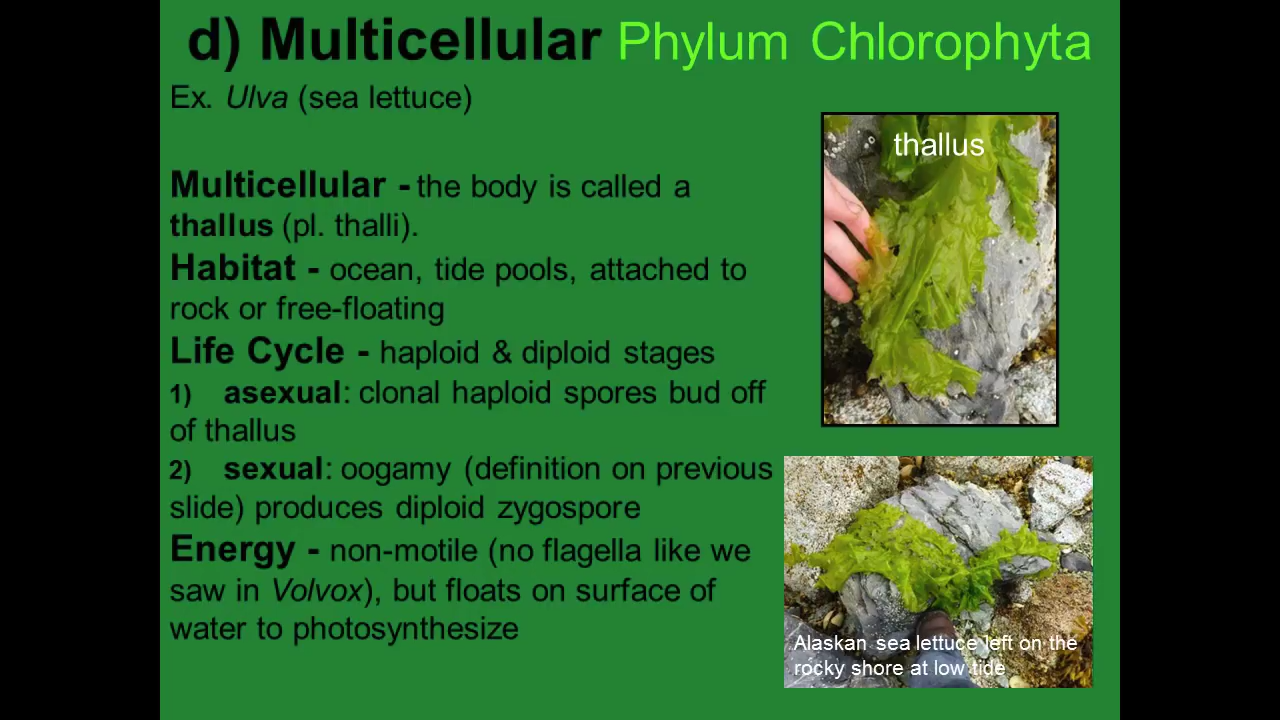 d) Multicellular Phylum Chlorophyta
Ex. Ulva (sea lettuce)
Multicellular - the body is called a
thallus (pl. thalli).
Habitat - ocean, tide pools, attached to
rock or free-floating
Life Cycle - haploid & diploid stages
1) asexual: clonal haploid spores bud off
of thallus
2) sexual: oogamy (definition on previous
slide) produces diploid zygospore
Energy - non-motile (no flagella like we
saw in Volvox), but floats on surface of
water to photosynthesize
thallus
Alaskan sea lettuce left on the
rocky shore at low tide